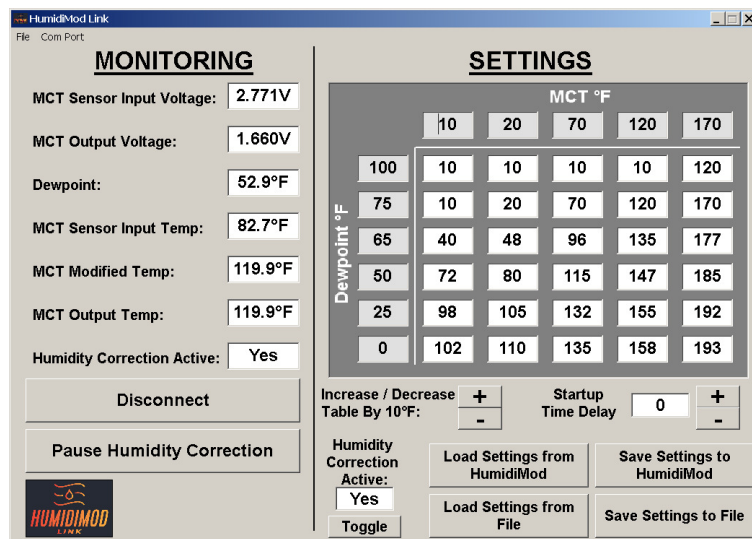 HumidiMod Link
File Com Port
MONITORING
MCT Sensor Input Voltage: 2.771V
MCT Output Voltage: 1.660V
Dewpoint: 52.9°F
MCT Sensor Input Temp: 82.7°F
MCT Modified Temp: 119.9°F
MCT Output Temp: 119.9°F
Humidity Correction Active: Yes
Disconnect
Pause Humidity Correction
HUMIDIMOD
LINK
SETTINGS
MCT °F
10 20 70 120 170
Dewpoint °F
100 10 10 10 10 120
75 10 20 70 120 170
65 40 48 96 135 177
50 72 80 115 147 185
25 98 105 132 155 192
0 102 110 135 158 193
Increase / Decrease
Table By 10°F:
+
-
Startup
Time Delay
0
+
-
Humidity
Correction
Active:
Yes
Toggle
Load Settings from
HumidiMod
Save Settings to
HumidiMod
Load Settings from
File
Save Settings to File